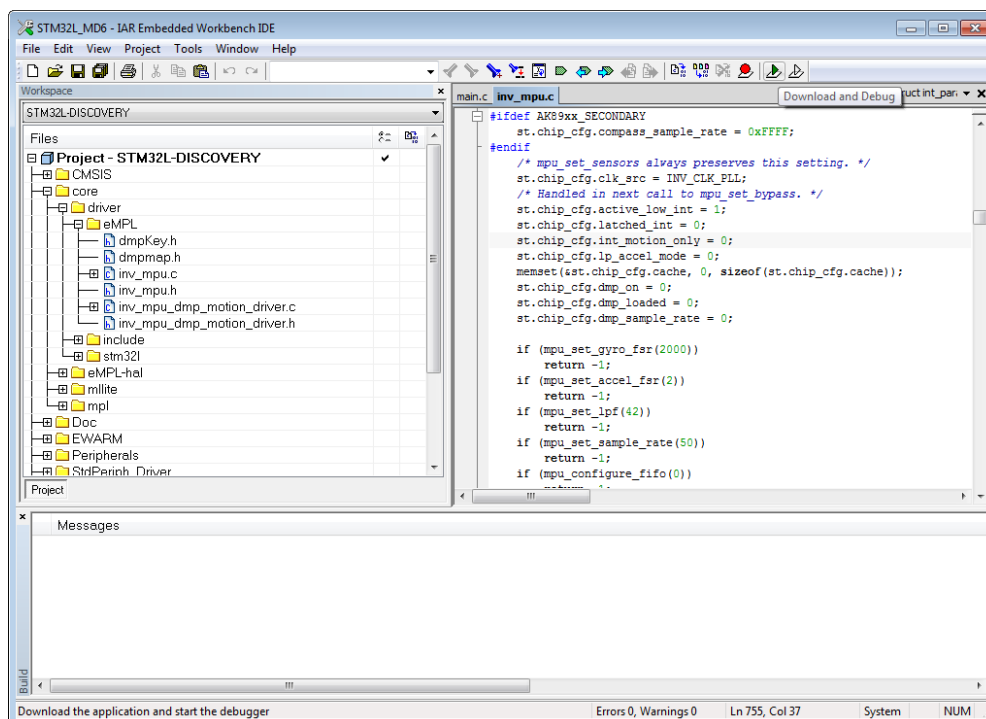 STM32L_MD6 - IAR Embedded Workbench IDE
File Edit View Project Tools Window Help
Workspace
STM32L-DISCOVERY
Files
Project - STM32L-DISCOVERY
CMSIS
core
driver
eMPL
dmpKey.h
dmpmap.h
inv_mpu.c
inv_mpu.h
inv_mpu_dmp_motion_driver.c
inv_mpu_dmp_motion_driver.h
include
stm32l
eMPL-hal
mllite
mpl
Doc
EWARM
Peripherals
StdPeriph_Driver
Project
main.c inv_mpu.c
Download and Debug
#ifdef AK89xx_SECONDARY
st.chip_cfg.compass_sample_rate = 0xFFFF;
#endif
/* mpu_set_sensors always preserves this setting. */
st.chip_cfg.clk_src = INV_CLK_PLL;
/* Handled in next call to mpu_set_bypass. */
st.chip_cfg.active_low_int = 1;
st.chip_cfg.latched_int = 0;
st.chip_cfg.int_motion_only = 0;
st.chip_cfg.lp_accel_mode = 0;
memset(&st.chip_cfg.cache, 0, sizeof(st.chip_cfg.cache));
st.chip_cfg.dmp_on = 0;
st.chip_cfg.dmp_loaded = 0;
st.chip_cfg.dmp_sample_rate = 0;
if (mpu_set_gyro_fsr(2000))
return -1;
if (mpu_set_accel_fsr(2))
return -1;
if (mpu_set_lpf(42))
return -1;
if (mpu_set_sample_rate(50))
return -1;
if (mpu_configure_fifo(0))
return -1;
Messages
Build
Download the application and start the debugger
Errors 0, Warnings 0
Ln 755, Col 37
System
NUM